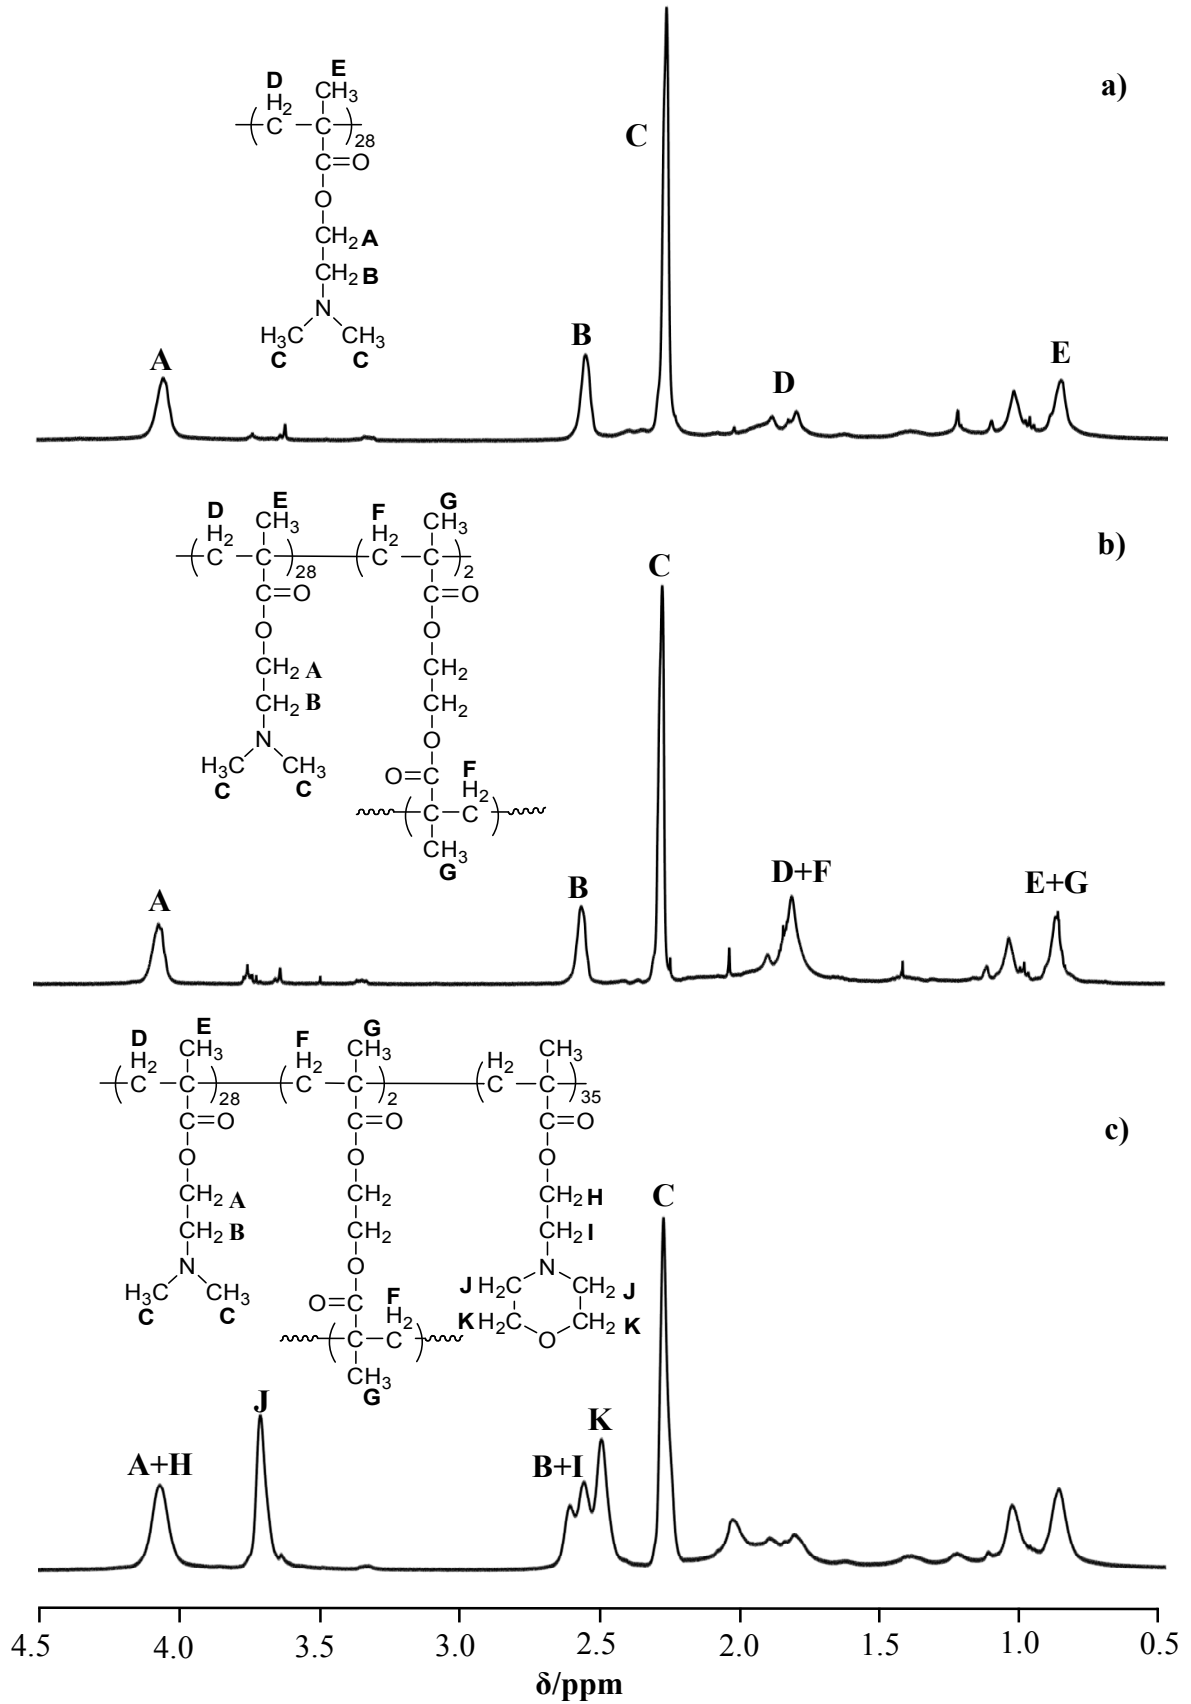 a)
D
E
H2
CH3
C
C
28
C=O
O
CH2 A
CH2 B
N
H3C
CH3
C
C
A
B
C
D
E
b)
D
E
F
G
H2
CH3
H2
CH3
C
C
28
C
C
2
C=O
C=O
O
O
CH2 A
CH2
CH2 B
CH2
N
O
H3C
CH3
C
C
O=C
F
H2
C
C
CH3
G
A
B
C
D+F
E+G
c)
D
E
F
G
H2
CH3
H2
CH3
H2
CH3
C
C
28
C
C
2
C
C
35
C=O
C=O
C=O
O
O
O
CH2 A
CH2
CH2 H
CH2 B
CH2
CH2 I
N
O
N
H3C
CH3
C
C
J H2C
CH2 J
K H2C
CH2 K
O
O=C
F
H2
C
C
CH3
G
A+H
J
B+I
K
C
4.5 4.0 3.5 3.0 2.5 2.0 1.5 1.0 0.5
δ/ppm